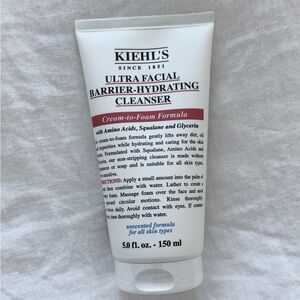 KIEHL'S
SINCE 1851
ULTRA FACIAL
BARRIER-HYDRATING
CLEANSER
Cream-to-Foam Formula
with Amino Acids, Squalane and Glycerin
cream-to-foam formula gently lifts away dirt, oil
impurities while hydrating and caring for the skin
Formulated with Squalane, Amino Acids and
our non-stripping cleanser is made without
or soap and is suitable for all skin types,
sensitive.
DIRECTIONS: Apply a small amount into the palm of
then combine with water. Lather to create
foam. Massage foam over the face and
upward circular motions. Rinse thoroughly
daily. Avoid contact with eyes. If contact
thoroughly with water.
unscented formula
for all skin types
5.0 fl. oz. - 150 ml